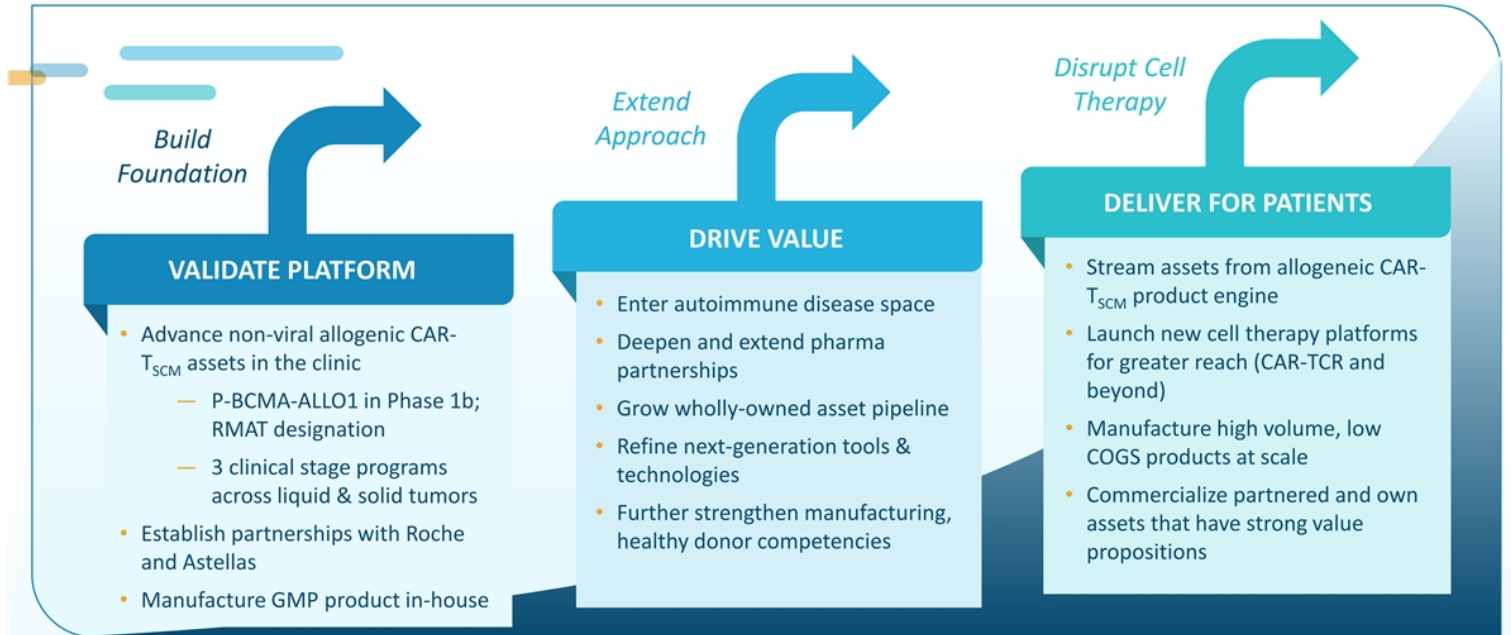 Build
Foundation
VALIDATE PLATFORM
• Advance non-viral allogenic CAR-
TSCM assets in the clinic
— P-BCMA-ALLO1 in Phase 1b;
RMAT designation
— 3 clinical stage programs
across liquid & solid tumors
• Establish partnerships with Roche
and Astellas
• Manufacture GMP product in-house
Extend
Approach
DRIVE VALUE
• Enter autoimmune disease space
• Deepen and extend pharma
partnerships
• Grow wholly-owned asset pipeline
• Refine next-generation tools &
technologies
• Further strengthen manufacturing,
healthy donor competencies
Disrupt Cell
Therapy
DELIVER FOR PATIENTS
• Stream assets from allogeneic CAR-
TSCM product engine
• Launch new cell therapy platforms
for greater reach (CAR-TCR and
beyond)
• Manufacture high volume, low
COGS products at scale
• Commercialize partnered and own
assets that have strong value
propositions